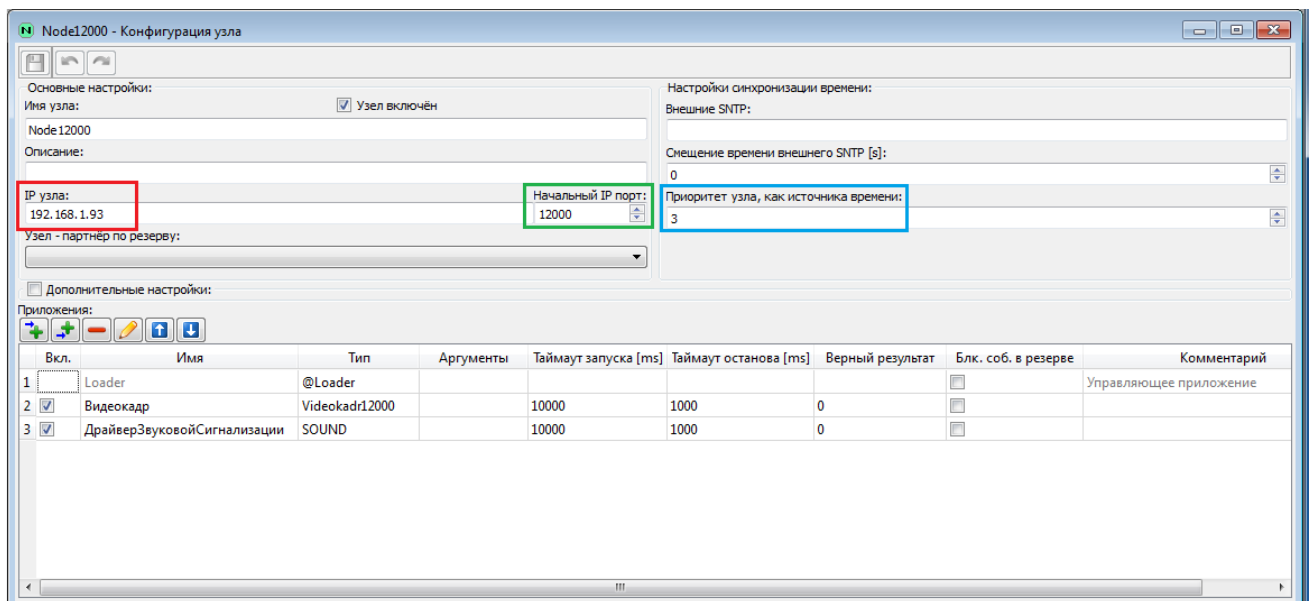 Node12000 - Конфигурация узла
Основные настройки:
Имя узла:
Узел включён
Node12000
Описание:
IP узла:
Начальный IP порт:
192.168.1.93
12000
Узел - партнёр по резерву:
Настройки синхронизации времени:
Внешние SNTP:
Смещение времени внешнего SNTP [s]:
0
Приоритет узла, как источника времени:
3
Дополнительные настройки:
Приложения:
Вкл. Имя Тип Аргументы Таймаут запуска [ms] Таймаут останова [ms] Верный результат Блк. соб. в резерве Комментарий
1 Loader @Loader Управляющее приложение
2 Видеокадр Videokadr12000 10000 1000 0
3 ДрайверЗвуковойСигнализации SOUND 10000 1000 0